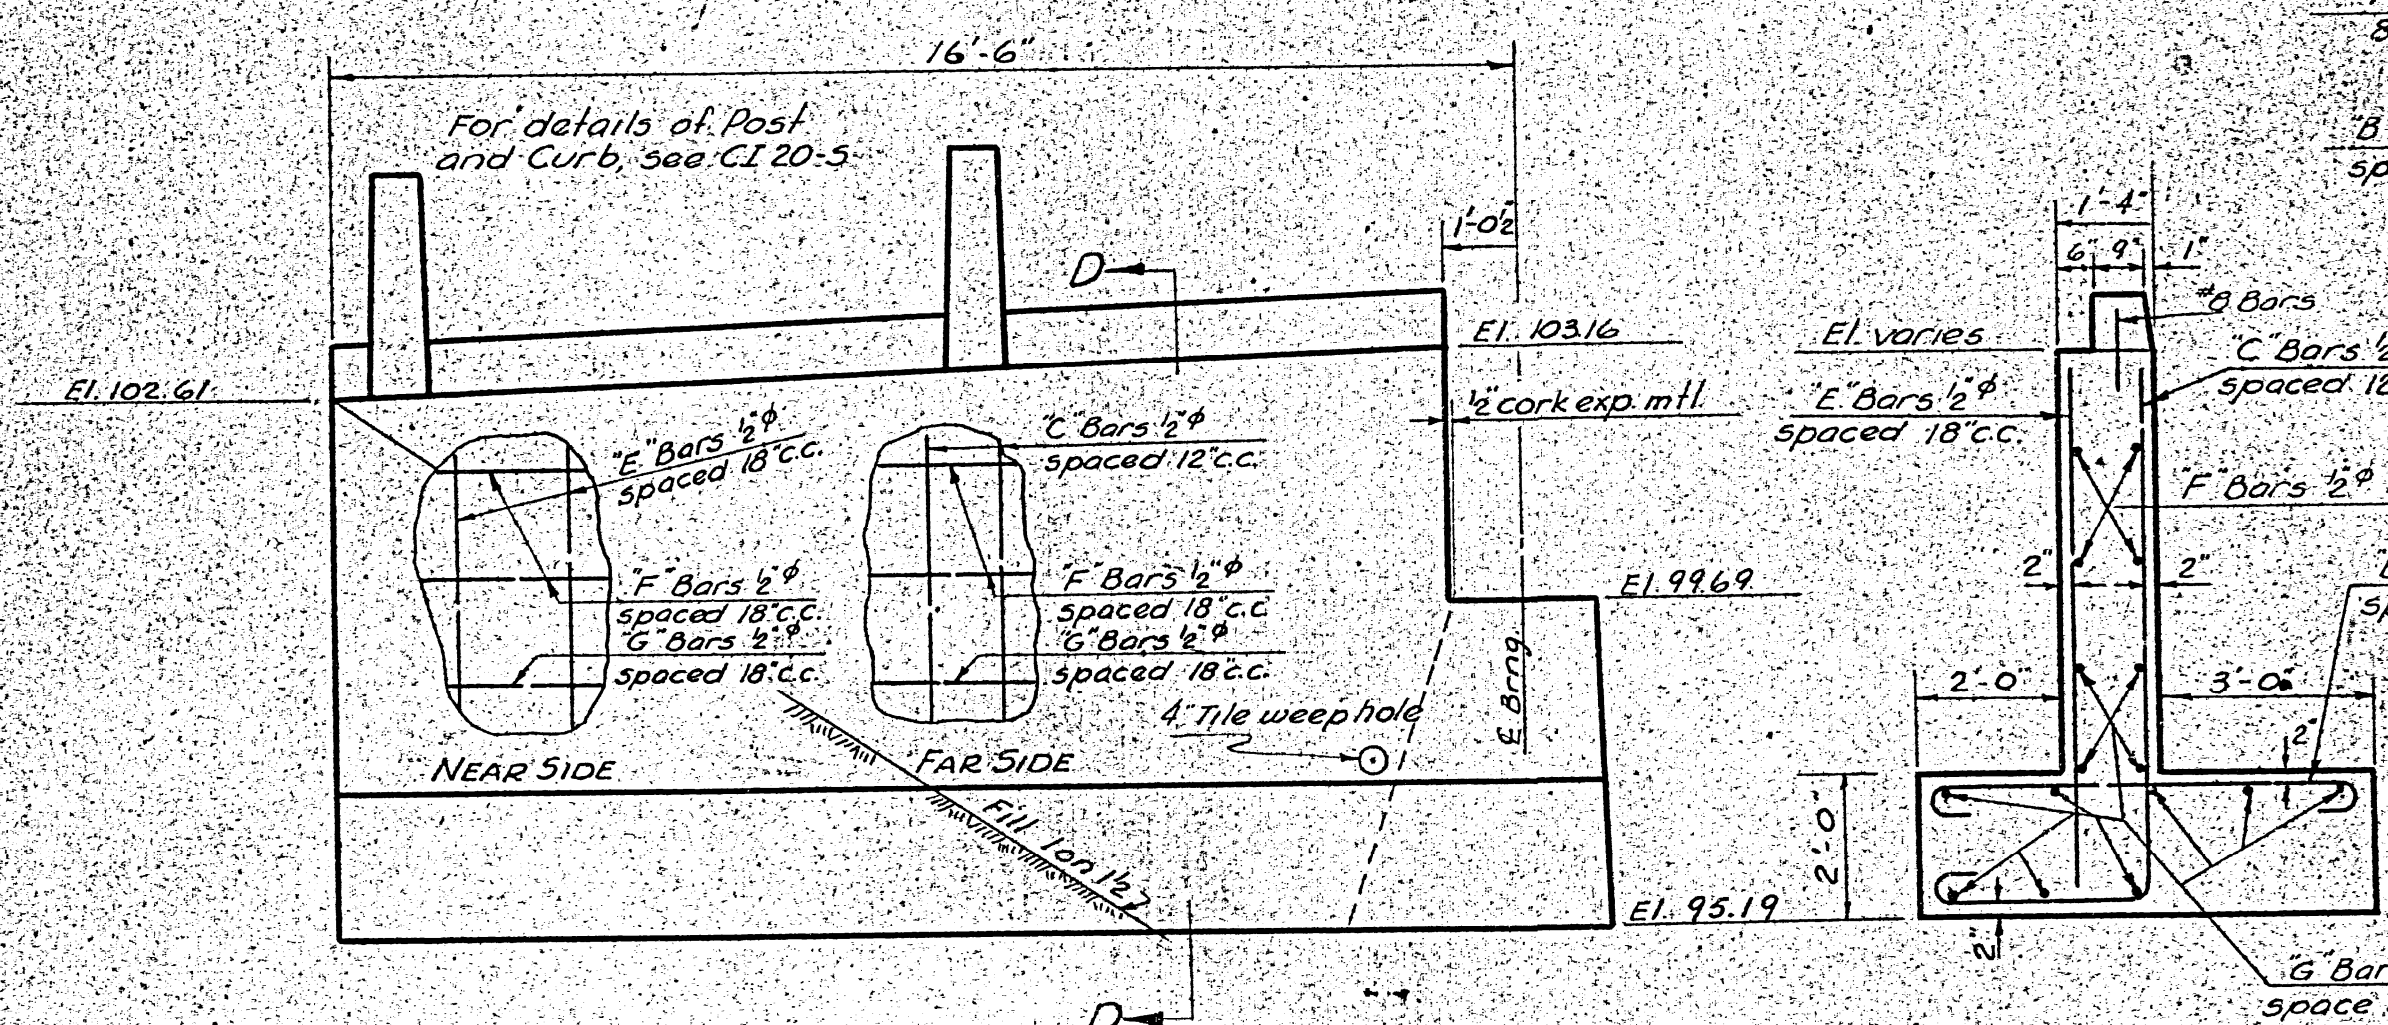 16'-6"
For details of Post
and Curb, see CI 20-S
1'-0½"
D
El. 103.16
El. 102.61
½" cork exp. mtl.
"E" Bars ½"ϕ
spaced 18"c.c.
"C" Bars ½"ϕ
spaced 12"c.c.
"F" Bars ½"ϕ
spaced 18"c.c.
"G" Bars ½"ϕ
spaced 18"c.c.
"F" Bars ½"ϕ
spaced 18"c.c.
"G" Bars ½"ϕ
spaced 18"c.c.
El. 99.69
℄ Brng
4" Tile weep hole
NEAR SIDE
FAR SIDE
Fill 1 on 1½
El. 95.19
D
1'-4"
6" 9" 1"
#8 Bars
El. varies
"C" Bars
spaced 12
"E" Bars ½"ϕ
spaced 18"c.c.
"F" Bars ½"ϕ
2" 2"
2'-0" 3'-0"
2"
2'-0"
2"
"G" Bar
space
"B
sp
8
sp